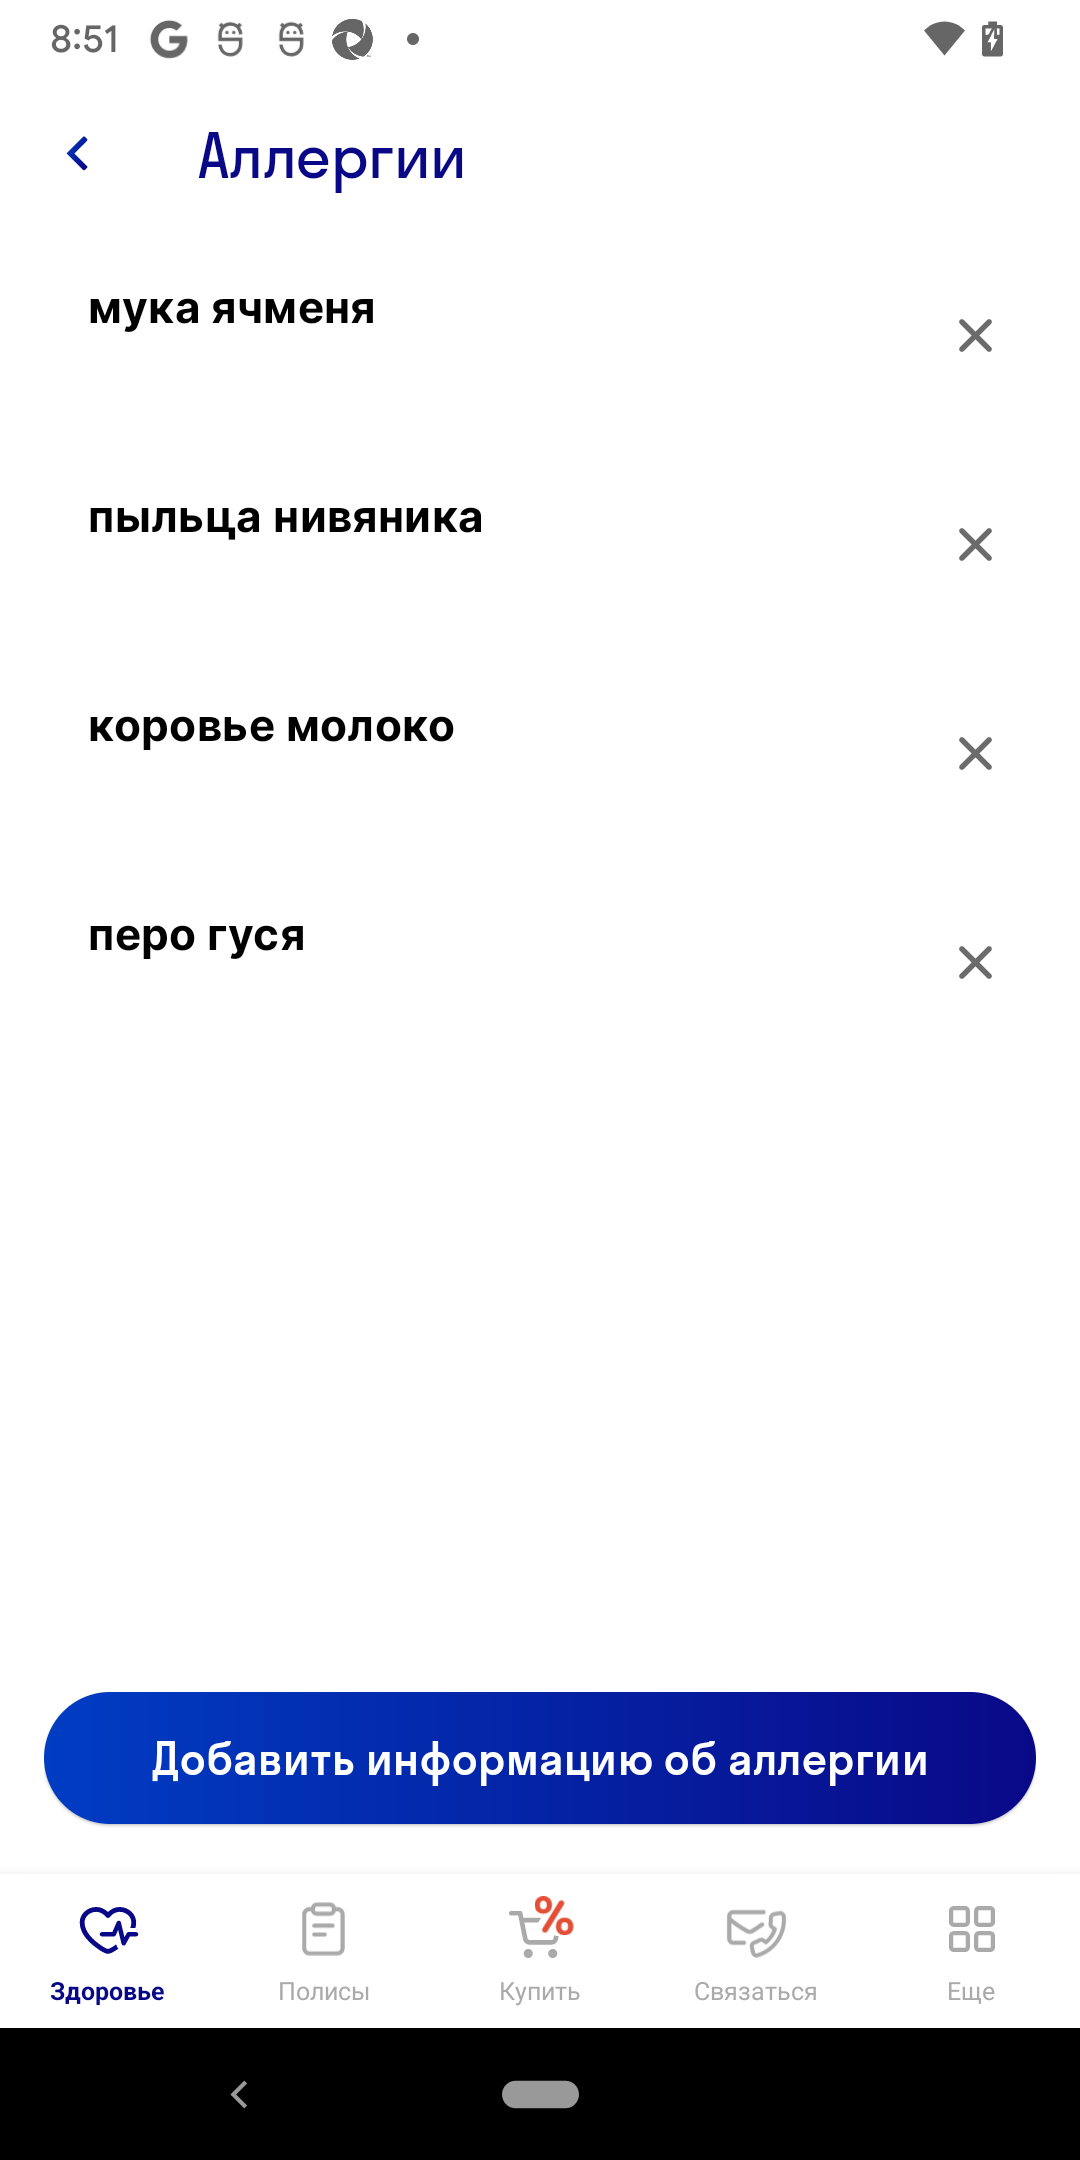 8:51
Аллергии
мука ячменя
пыльца нивяника
коровье молоко
перо гуся
Добавить информацию об аллергии
%
Здоровье
Полисы
Купить
Связаться
Еще